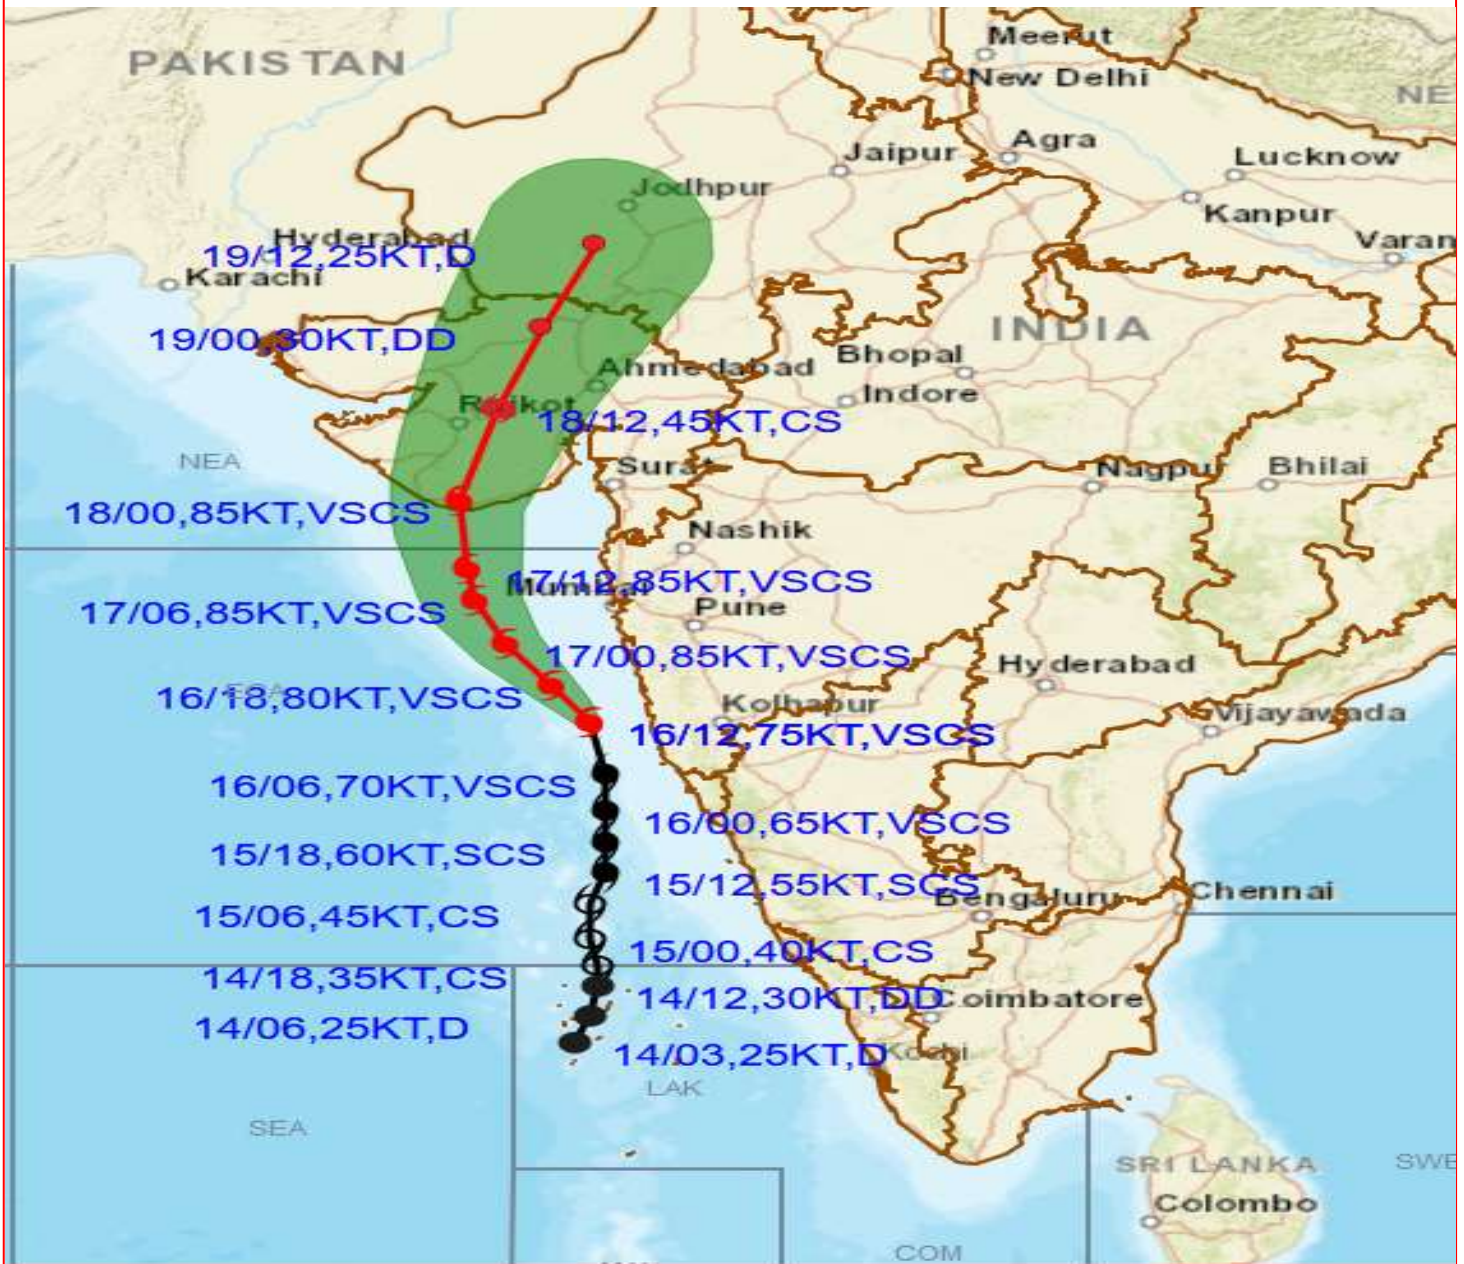 Meerut
PAKISTAN
New Delhi
NE
Agra
Jaipur
Lucknow
Jodhpur
Kanpur
Varan
Hyderabad
19/12,25KT,D
Karachi
INDIA
19/00,30KT,DD
Bhopal
Ahmedabad
Indore
Rajkot
18/12,45KT,CS
NEA
Surat
Nagpur
Bhilai
18/00,85KT,VSCS
Nashik
17/12,85KT,VSCS
Mumbai
17/06,85KT,VSCS
Pune
17/00,85KT,VSCS
Hyderabad
16/18,80KT,VSCS
Kolhapur
Vijayawada
16/12,75KT,VSCS
16/06,70KT,VSCS
16/00,65KT,VSCS
15/18,60KT,SCS
15/12,55KT,SCS
Bengaluru
Chennai
15/06,45KT,CS
15/00,40KT,CS
14/18,35KT,CS
14/12,30KT,DD
Coimbatore
14/06,25KT,D
14/03,25KT,D
Kochi
LAK
SEA
SRI LANKA
SWE
Colombo
COM